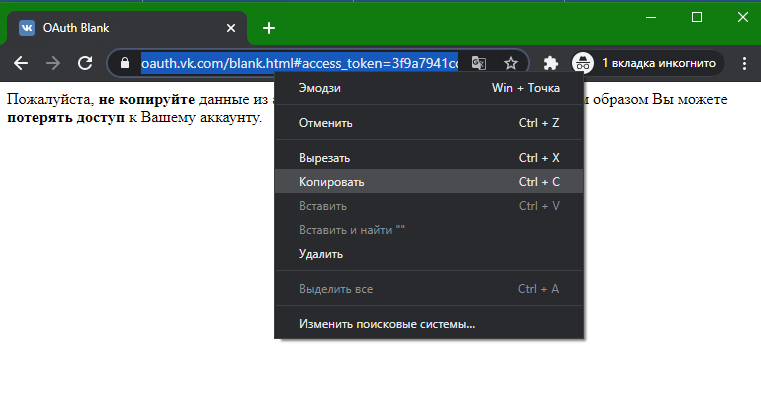 OAuth Blank
oauth.vk.com/blank.html#access_token=3f9a7941cc
1 вкладка инкогнито
Пожалуйста, не копируйте данные из
образом Вы можете
потерять доступ к Вашему аккаунту.
Эмодзи Win + Точка
Отменить Ctrl + Z
Вырезать Ctrl + X
Копировать Ctrl + C
Вставить Ctrl + V
Вставить и найти ""
Удалить
Выделить все Ctrl + A
Изменить поисковые системы...